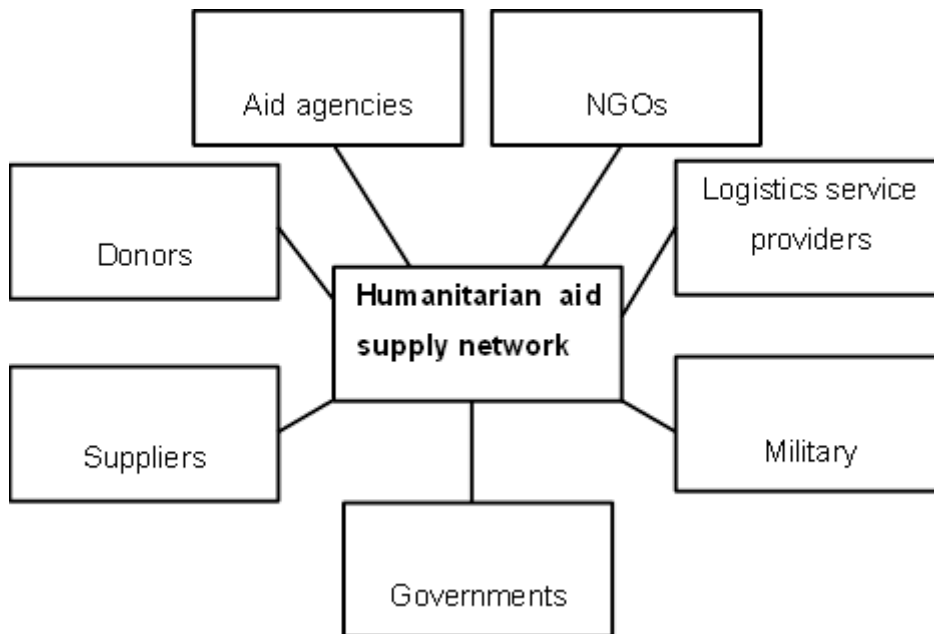 Aid agencies
NGOs
Donors
Logistics service
providers
Humanitarian aid
supply network
Suppliers
Military
Governments